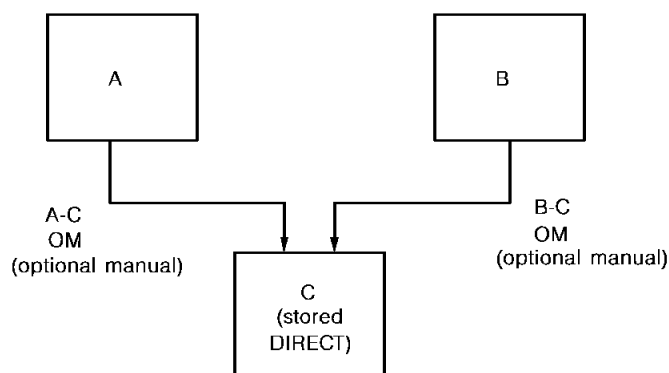 A
B
A-C
OM
(optional manual)
B-C
OM
(optional manual)
C
(stored
DIRECT)